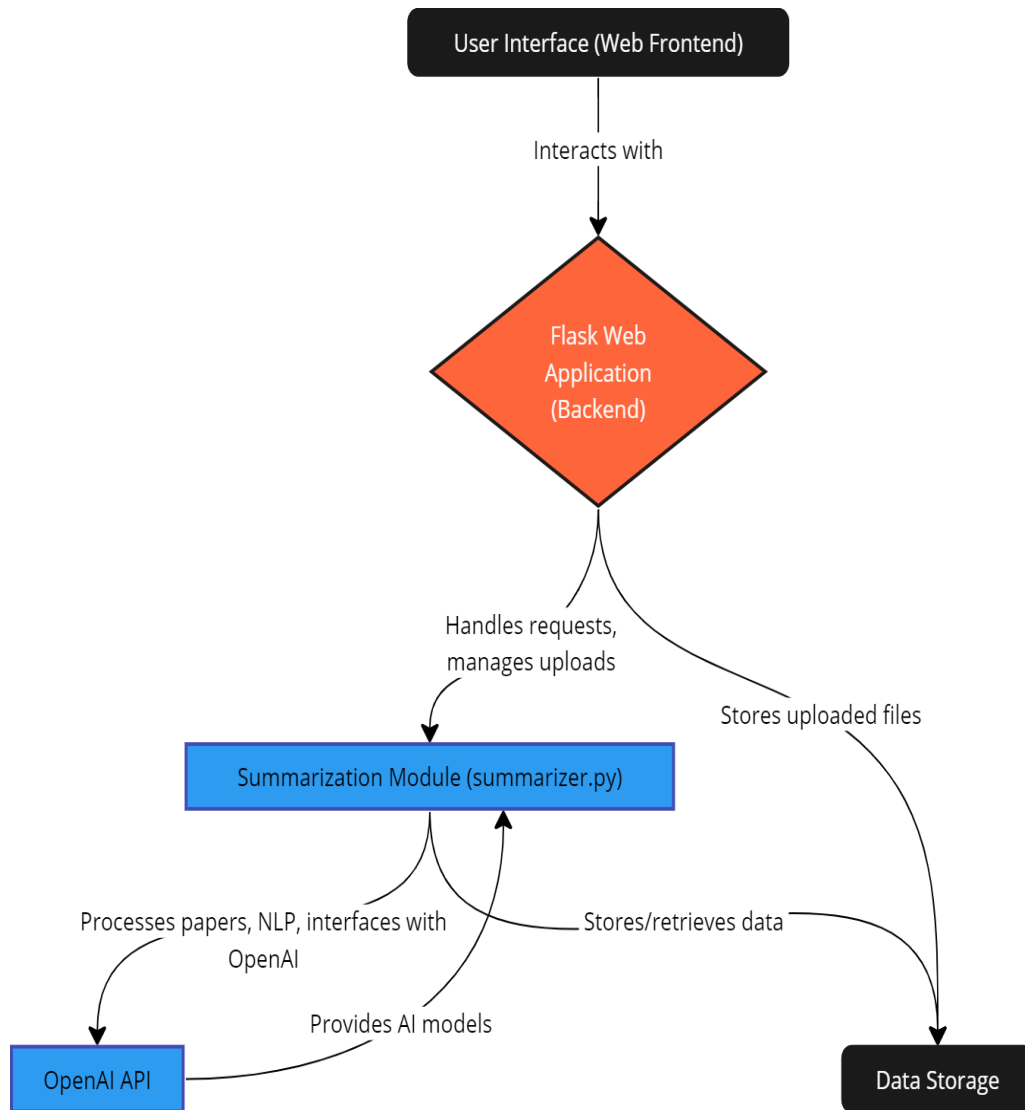 User Interface (Web Frontend)
Interacts with
Flask Web
Application
(Backend)
Handles requests,
manages uploads
Stores uploaded files
Summarization Module (summarizer.py)
Processes papers, NLP, interfaces with
OpenAI
Stores/retrieves data
Provides AI models
OpenAI API
Data Storage